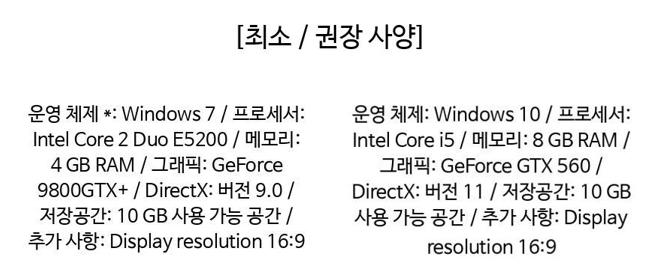 [최소 / 권장 사양]
운영 체제 *: Windows 7 / 프로세서:
Intel Core 2 Duo E5200 / 메모리:
4 GB RAM / 그래픽: GeForce
9800GTX+ / DirectX: 버전 9.0 /
저장공간: 10 GB 사용 가능 공간 /
추가 사항: Display resolution 16:9
운영 체제: Windows 10 / 프로세서:
Intel Core i5 / 메모리: 8 GB RAM /
그래픽: GeForce GTX 560 /
DirectX: 버전 11 / 저장공간: 10 GB
사용 가능 공간 / 추가 사항: Display
resolution 16:9